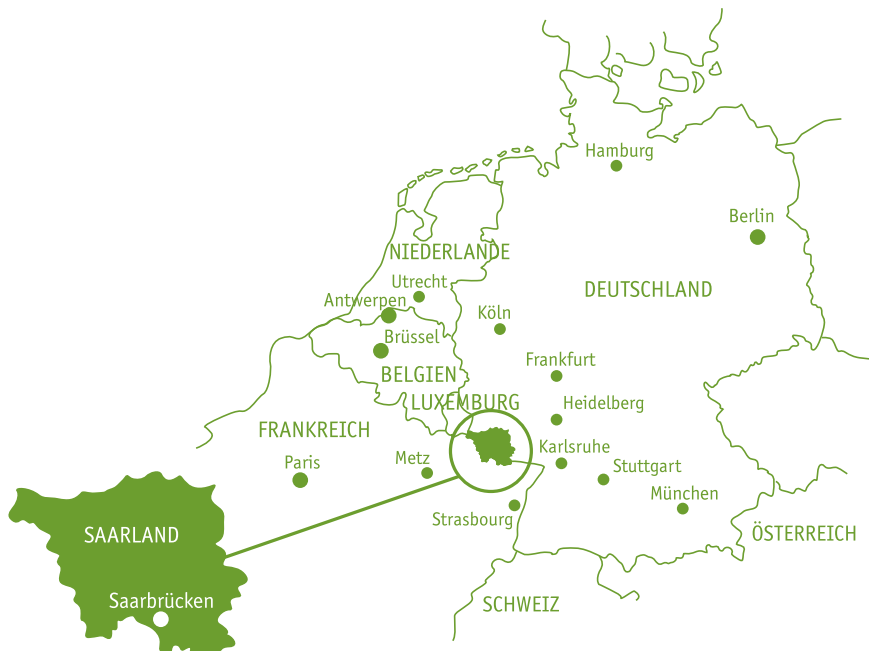 Hamburg
Berlin
NIEDERLANDE
Utrecht
DEUTSCHLAND
Antwerpen
Köln
Brüssel
Frankfurt
BELGIEN
LUXEMBURG
Heidelberg
FRANKREICH
Karlsruhe
Metz
Paris
Stuttgart
München
Strasbourg
ÖSTERREICH
SAARLAND
Saarbrücken
SCHWEIZ